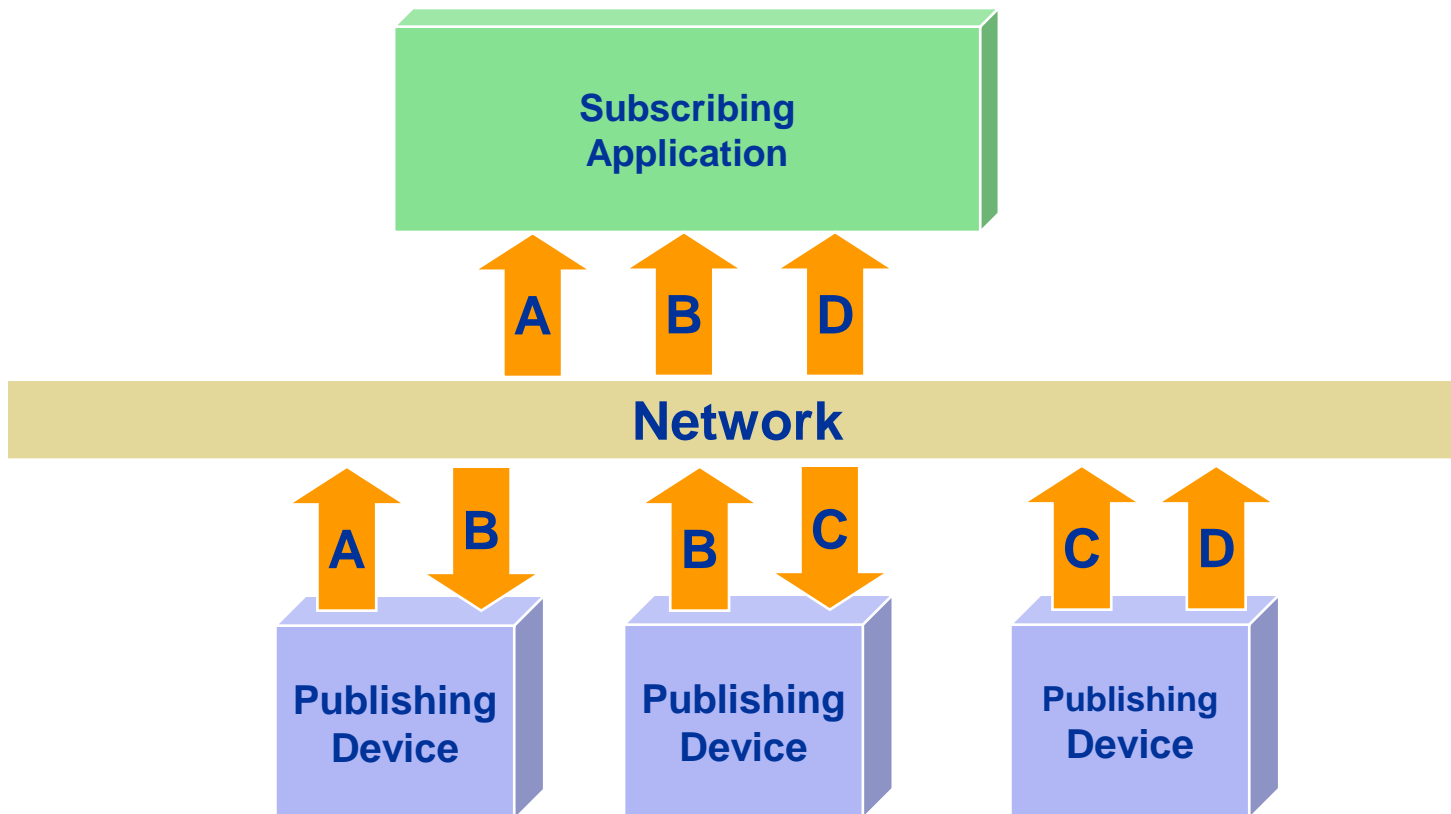 Subscribing
Application
A B D
Network
A B B C C D
Publishing
Device
Publishing
Device
Publishing
Device